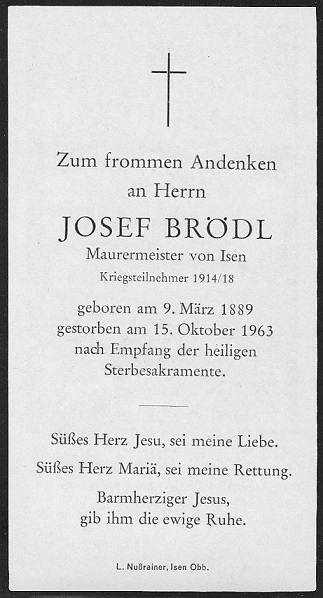 Zum frommen Andenken
an Herrn
JOSEF BRÖDL
Maurermeister von Isen
Kriegsteilnehmer 1914/18
geboren am 9. März 1889
gestorben am 15. Oktober 1963
nach Empfang der heiligen
Sterbesakramente.
Süßes Herz Jesu, sei meine Liebe.
Süßes Herz Mariä, sei meine Rettung.
Barmherziger Jesus,
gib ihm die ewige Ruhe.
L. Nußrainer, Isen Obb.